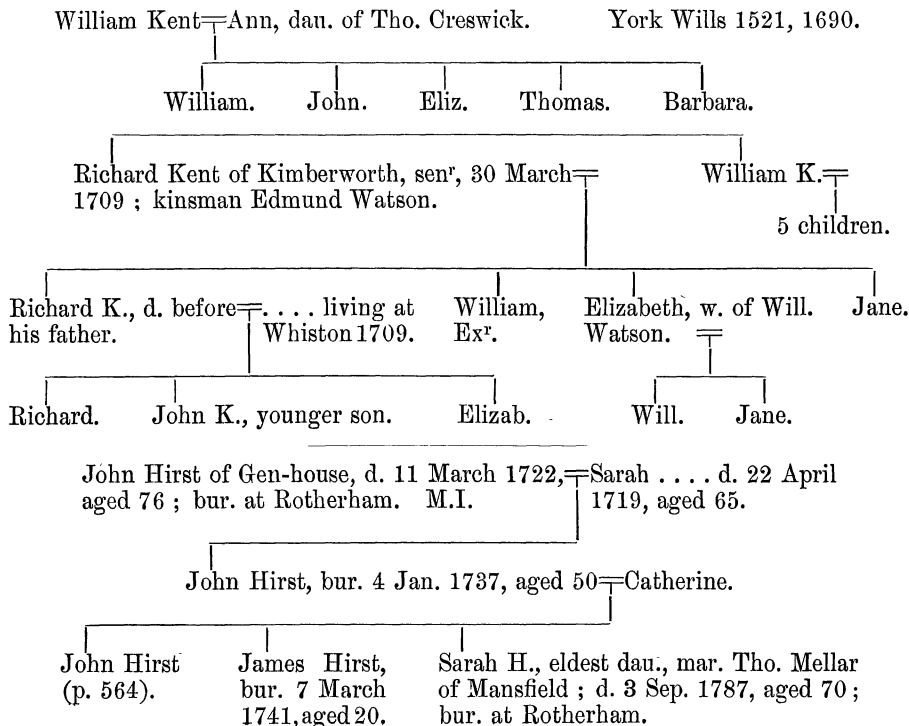 William Kent Ann, dau. of Tho. Creswick. York Wills 1521, 1690.
William. John. Eliz. Thomas. Barbara.
Richard Kent of Kimberworth, senʳ, 30 March William K.
1709 ; kinsman Edmund Watson.
5 children.
Richard K., d. before . . . . living at William, Elizabeth, w. of Will. Jane.
his father. Whiston 1709. Exʳ. Watson.
Richard. John K., younger son. Elizab. Will. Jane.
John Hirst of Gen-house, d. 11 March 1722, Sarah . . . . d. 22 April
aged 76 ; bur. at Rotherham. M.I. 1719, aged 65.
John Hirst, bur. 4 Jan. 1737, aged 50 Catherine.
John Hirst James Hirst, Sarah H., eldest dau., mar. Tho. Mellar
(p. 564). bur. 7 March of Mansfield ; d. 3 Sep. 1787, aged 70 ;
1741, aged 20. bur. at Rotherham.